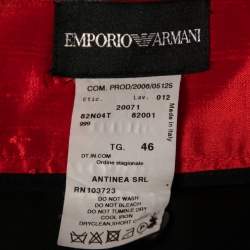 EMPORIO ARMANI
COM. PROD/2006/05125
Etic. Lav. 012
20071
82N04T 82001
999
Made in Italy
TG. 46
DT.IN.COM
Ordine stagionale
ANTINEA SRL
RN103723
DO NOT WASH
DO NOT BLEACH
DO NOT TUMBLE DRY
COOL IRON
DRYCLEAN,SHORT